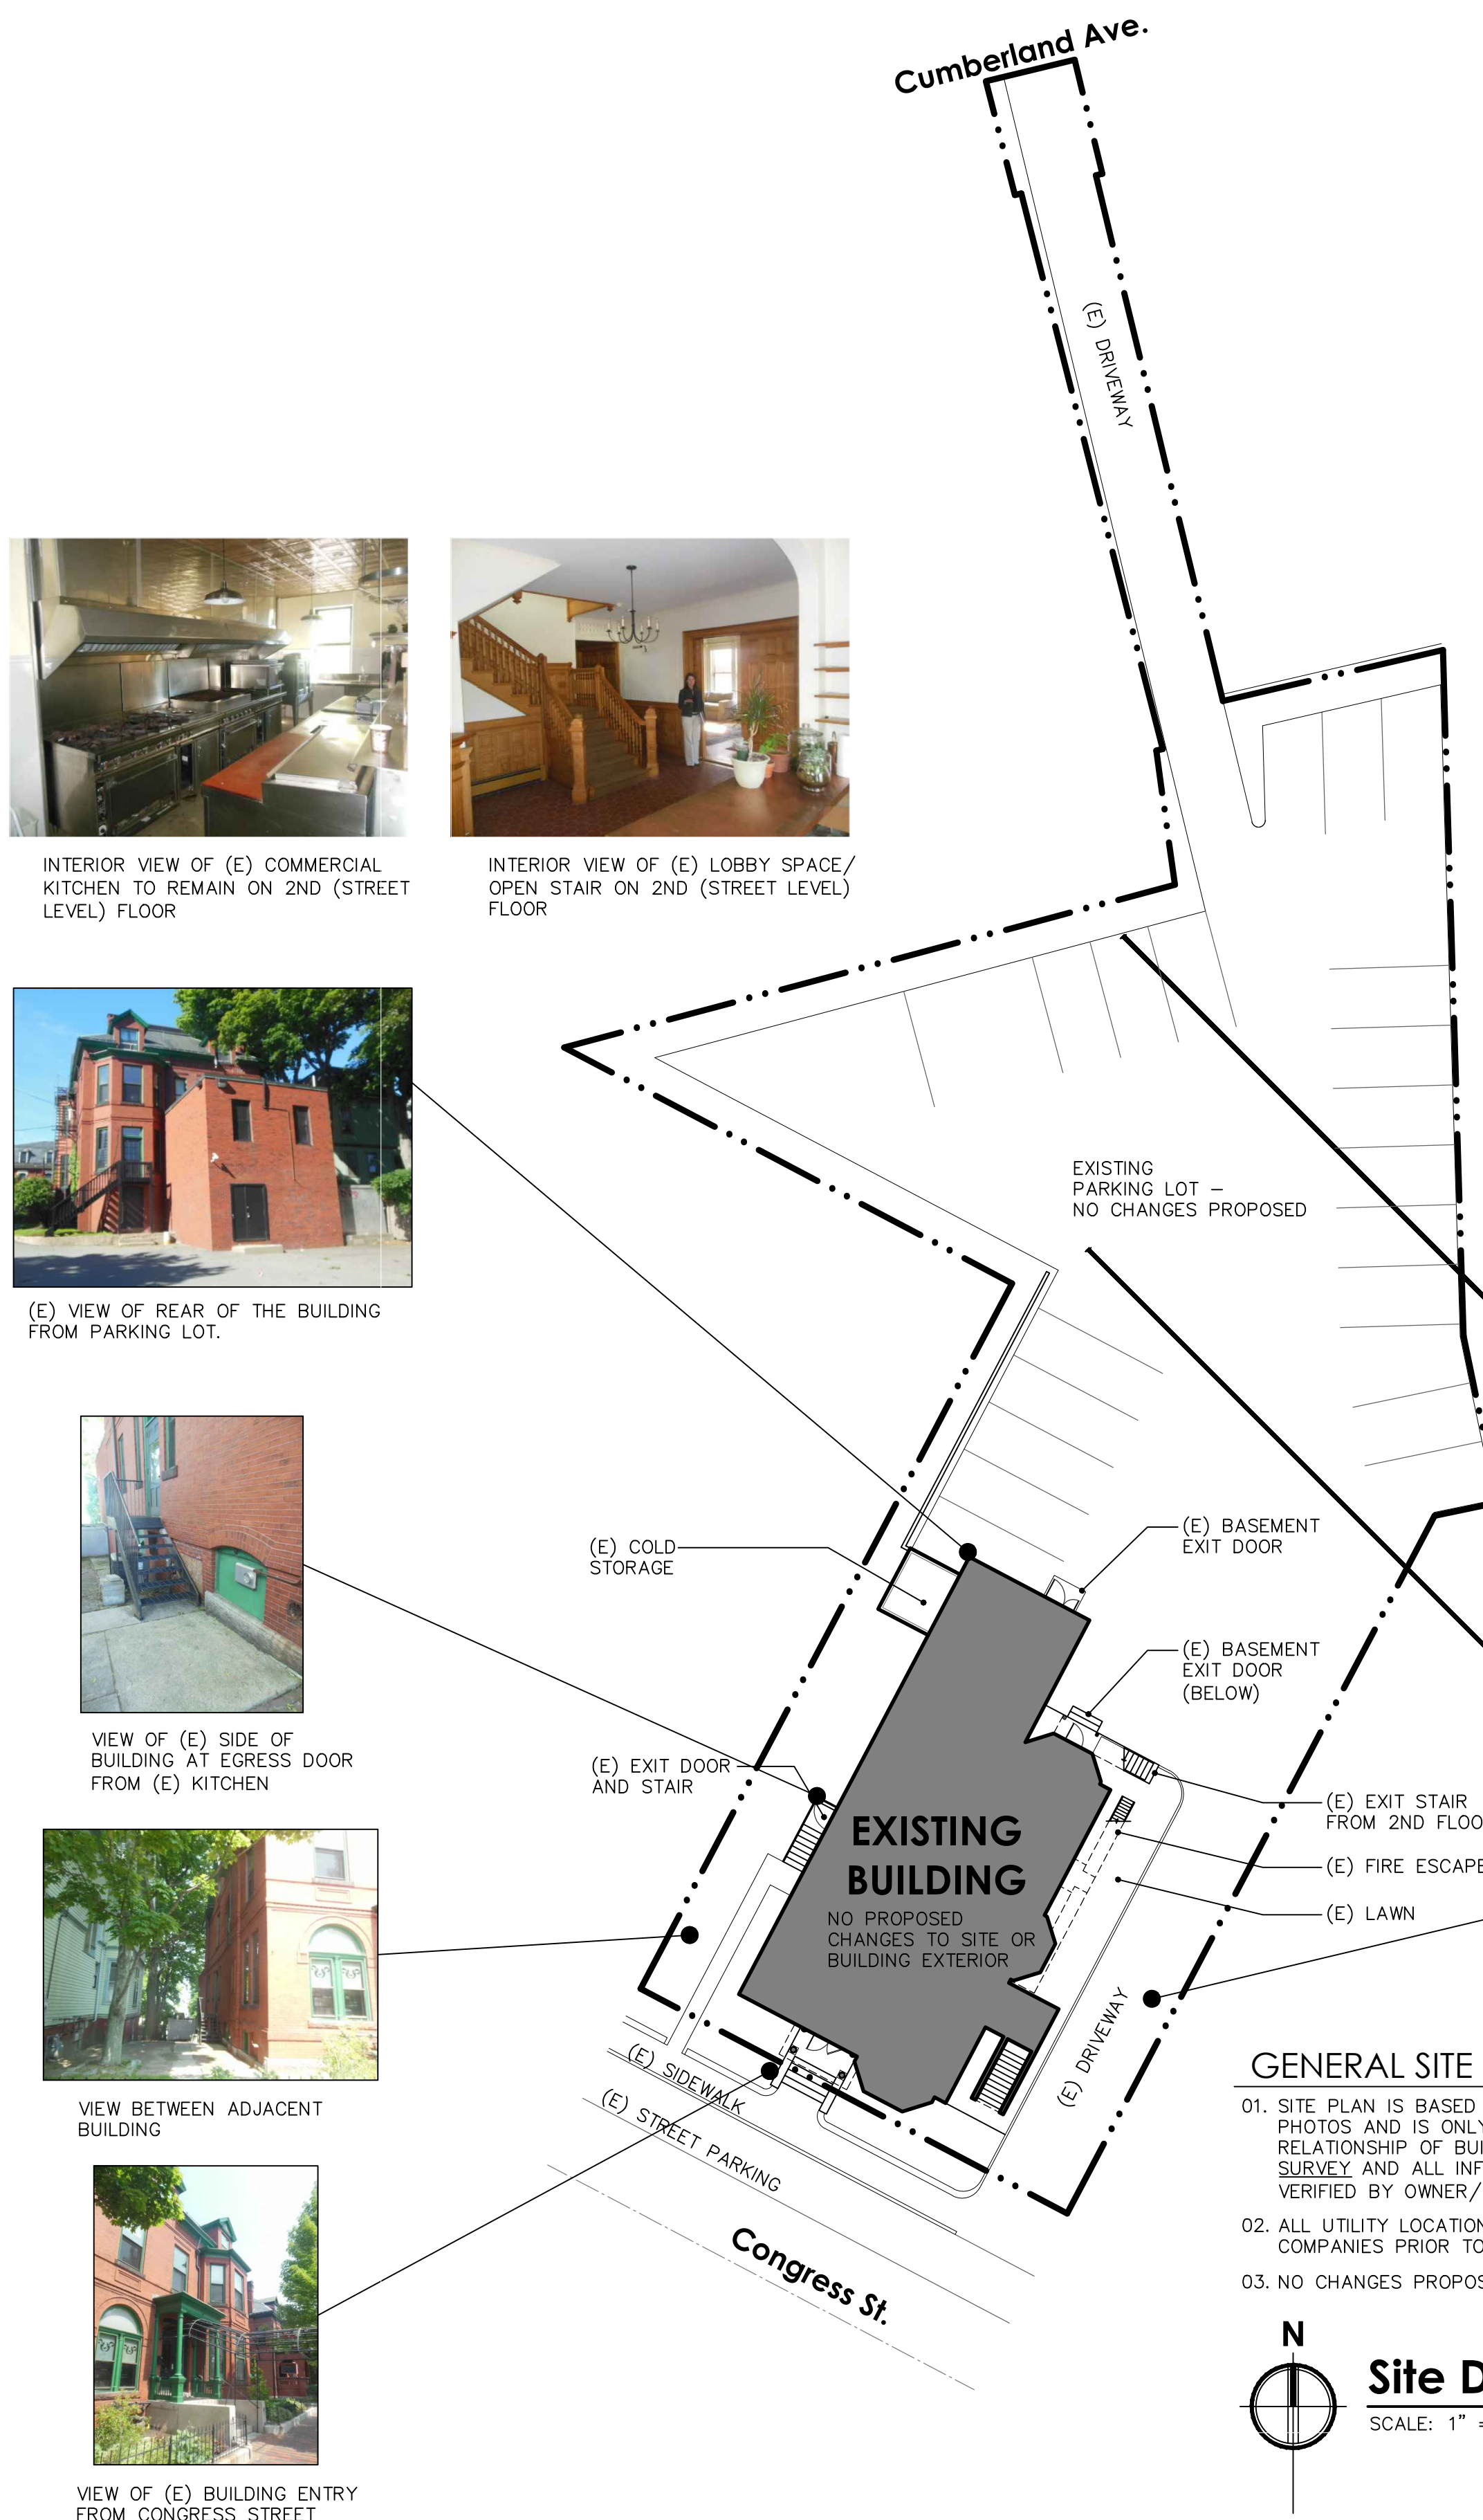 Cumberland Ave.
(E) DRIVEWAY
INTERIOR VIEW OF (E) COMMERCIAL
KITCHEN TO REMAIN ON 2ND (STREET
LEVEL) FLOOR
INTERIOR VIEW OF (E) LOBBY SPACE/
OPEN STAIR ON 2ND (STREET LEVEL)
FLOOR
(E) VIEW OF REAR OF THE BUILDING
FROM PARKING LOT.
EXISTING
PARKING LOT –
NO CHANGES PROPOSED
(E) COLD
STORAGE
(E) BASEMENT
EXIT DOOR
(E) BASEMENT
EXIT DOOR
(BELOW)
VIEW OF (E) SIDE OF
BUILDING AT EGRESS DOOR
FROM (E) KITCHEN
(E) EXIT DOOR
AND STAIR
(E) EXIT STAIR
FROM 2ND FLOO
(E) FIRE ESCAPE
(E) LAWN
EXISTING
BUILDING
NO PROPOSED
CHANGES TO SITE OR
BUILDING EXTERIOR
(E) DRIVEWAY
VIEW BETWEEN ADJACENT
BUILDING
(E) SIDEWALK
(E) STREET PARKING
Congress St.
GENERAL SITE
01. SITE PLAN IS BASED
PHOTOS AND IS ONLY
RELATIONSHIP OF BUI
SURVEY AND ALL INF
VERIFIED BY OWNER/
02. ALL UTILITY LOCATION
COMPANIES PRIOR TO
03. NO CHANGES PROPOS
N
Site D
SCALE: 1" =
VIEW OF (E) BUILDING ENTRY
FROM CONGRESS STREET